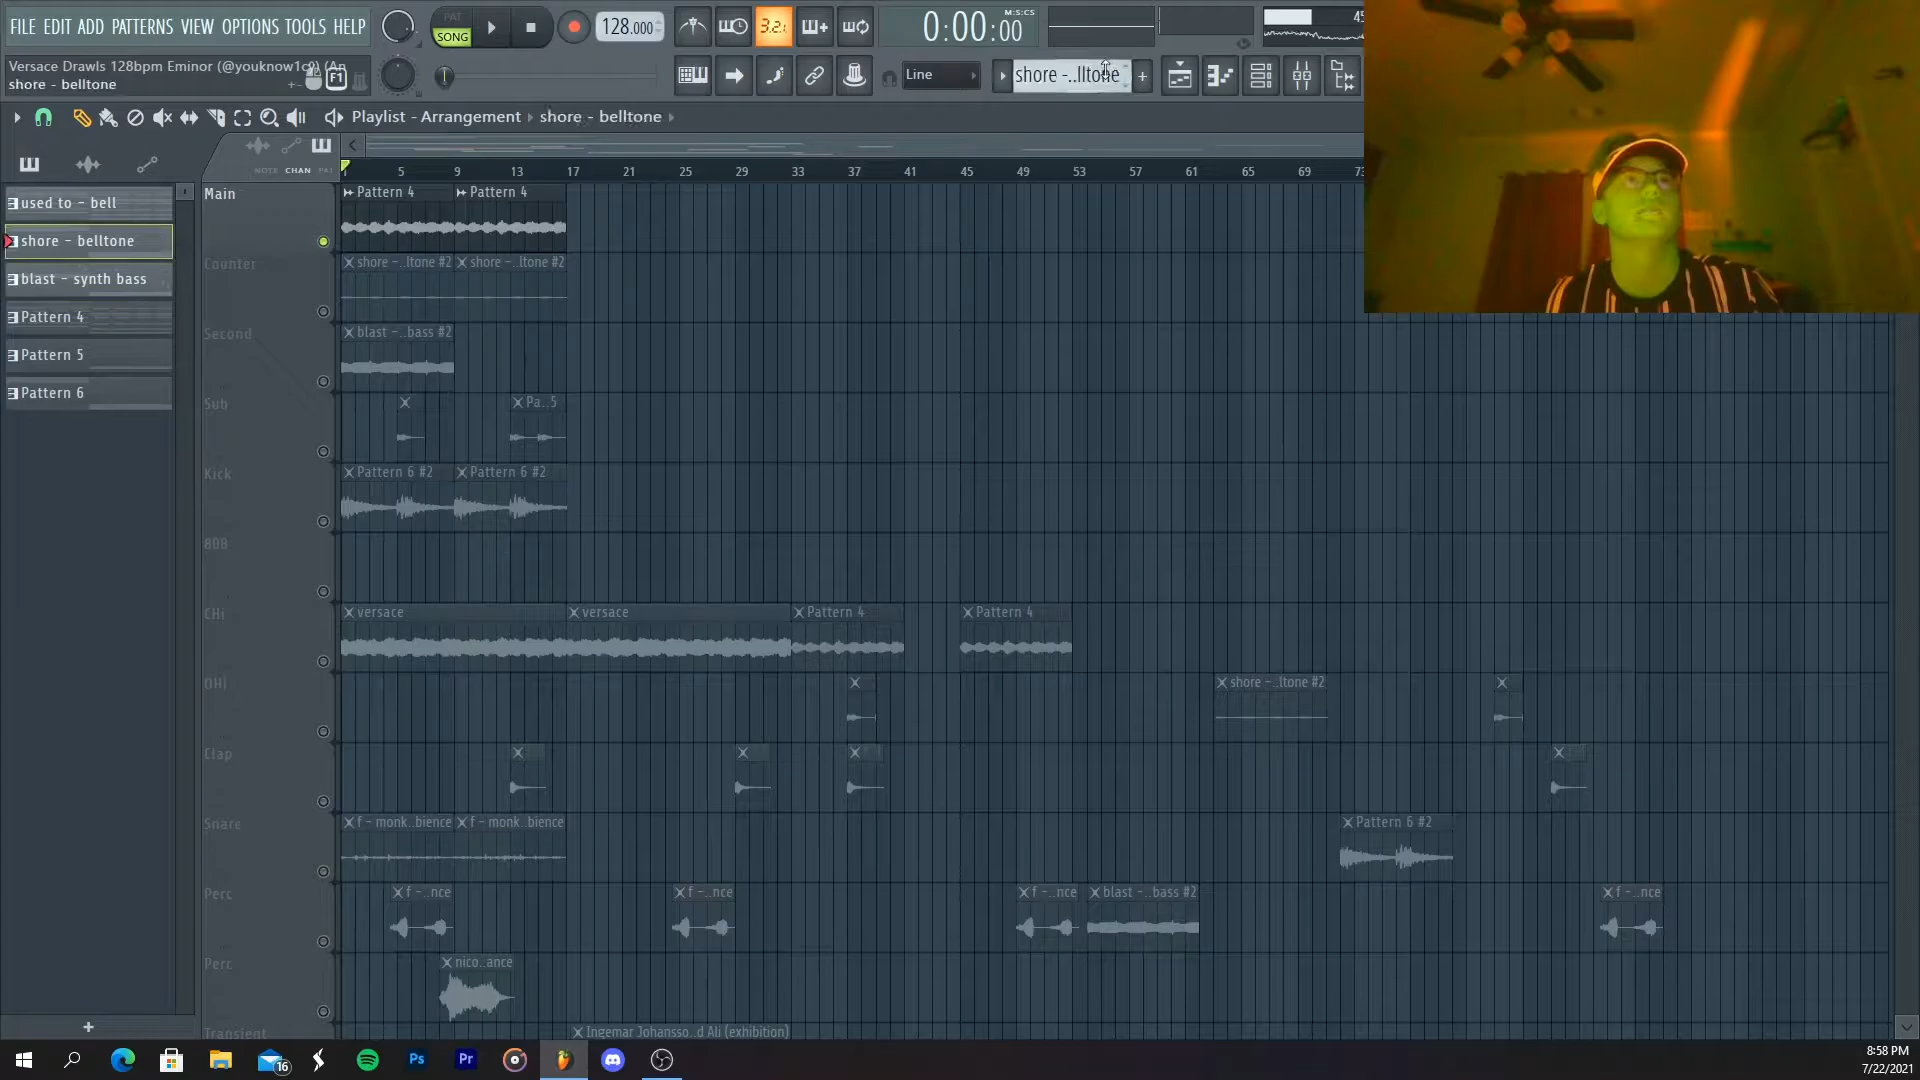 FILE EDIT ADD PATTERNS VIEW OPTIONS TOOLS HELP
PAT
SONG
128.000
3.2.
0:00:00
M:S:CS
45
Versace Drawls 128bpm Eminor (@youknow1c9) (An
shore - belltone
F1
Line
shore -..lltone
Playlist - Arrangement
shore - belltone
NOTE CHAN PAT
1 5 9 13 17 21 25 29 33 37 41 45 49 53 57 61 65 69 73
used to - bell
shore - belltone
blast - synth bass
Pattern 4
Pattern 5
Pattern 6
Main
Pattern 4
Pattern 4
Counter
shore -..ltone #2
shore -..ltone #2
Second
blast -..bass #2
Sub
Pa..5
Kick
Pattern 6 #2
Pattern 6 #2
808
CHi
versace
versace
Pattern 4
Pattern 4
OHi
shore -..ltone #2
Clap
Snare
f - monk..bience
f - monk..bience
Pattern 6 #2
Perc
f -..nce
f -..nce
f -..nce
blast -..bass #2
f -..nce
Perc
nico..ance
Transient
Ingemar Johansso..d Ali (exhibition)
16
Ps
Pr
8:58 PM
7/22/2021